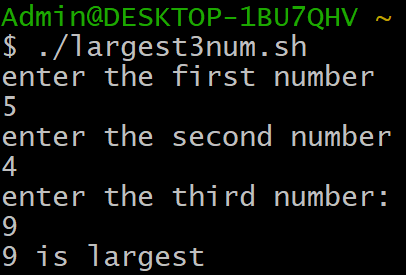 Admin@DESKTOP-1BU7QHV ~
$ ./largest3num.sh
enter the first number
5
enter the second number
4
enter the third number:
9
9 is largest